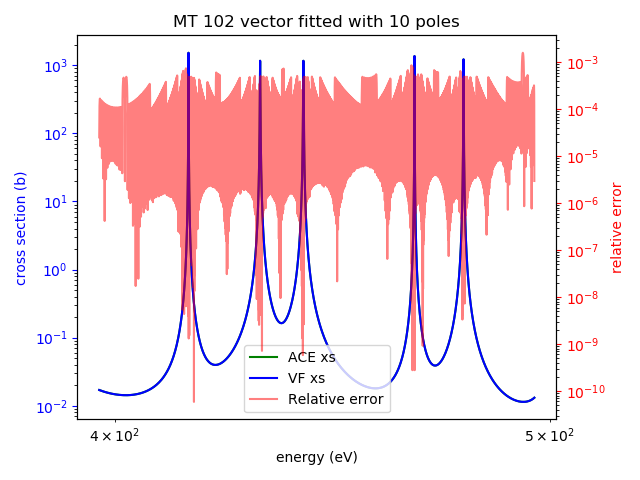 MT 102 vector fitted with 10 poles
10³
10²
10¹
10⁰
10⁻¹
10⁻²
cross section (b)
10⁻³
10⁻⁴
10⁻⁵
10⁻⁶
10⁻⁷
10⁻⁸
10⁻⁹
10⁻¹⁰
relative error
ACE xs
VF xs
Relative error
4 × 10²
5 × 10²
energy (eV)